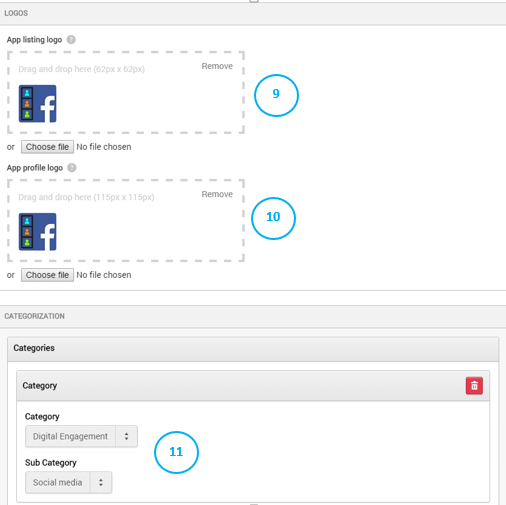 LOGOS
App listing logo ?
Drag and drop here (62px x 62px) Remove
9
or Choose file No file chosen
App profile logo ?
Drag and drop here (115px x 115px) Remove
10
or Choose file No file chosen
CATEGORIZATION
Categories
Category
Category
Digital Engagement
11
Sub Category
Social media